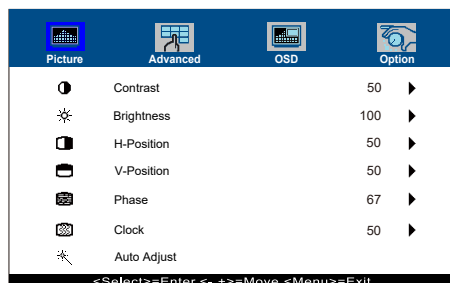 Picture Advanced OSD Option
Contrast 50
Brightness 100
H-Position 50
V-Position 50
Phase 67
Clock 50
Auto Adjust
<Select>=Enter <- +>=Move <Menu>=Exit